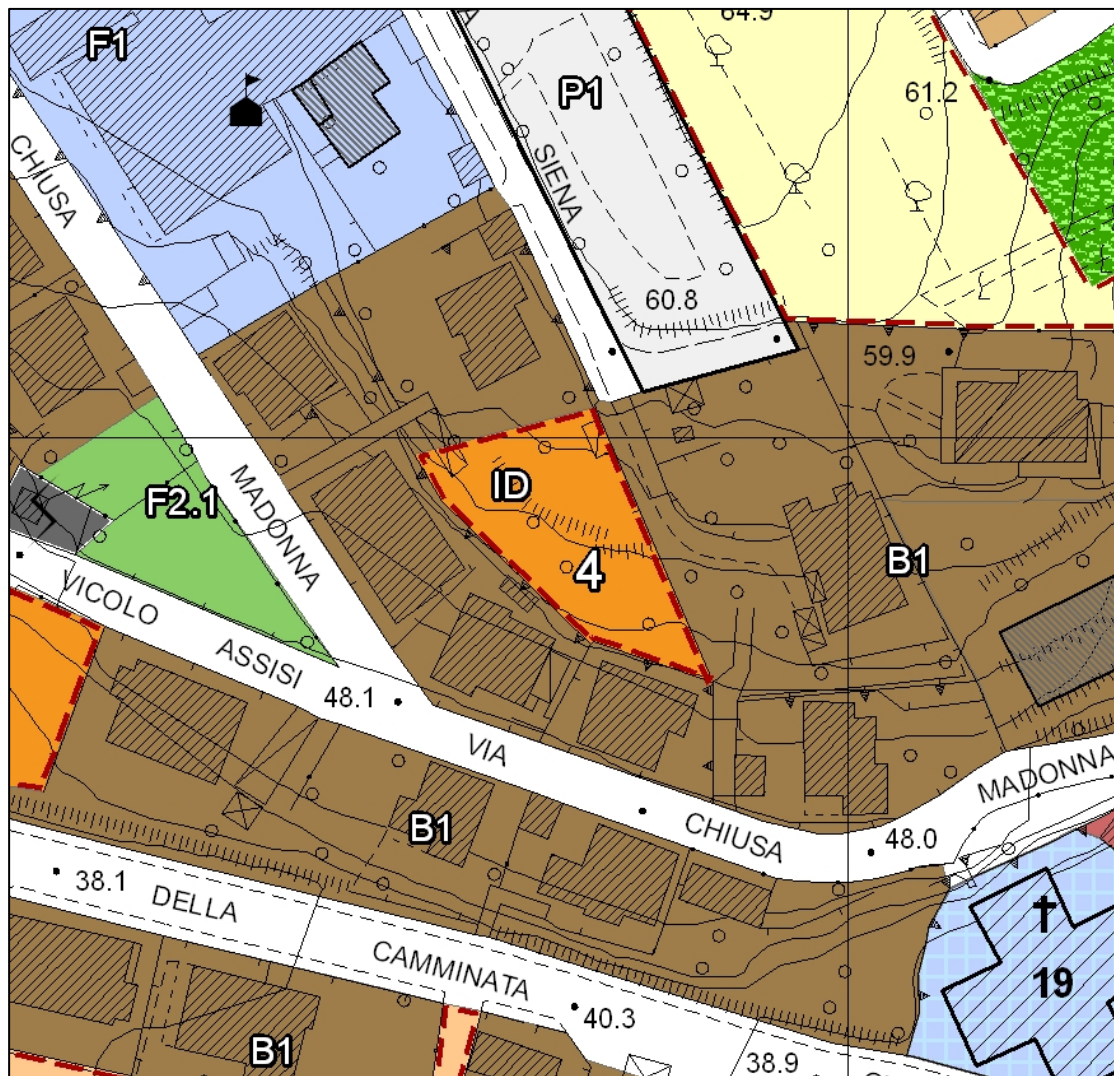 64.9
F1
P1
61.2
CHIUSA
SIENA
60.8
59.9
MADONNA
ID
F2.1
4
B1
VICOLO
ASSISI
48.1
VIA
MADONNA
B1
CHIUSA
48.0
38.1
DELLA
CAMMINATA
19
40.3
B1
38.9